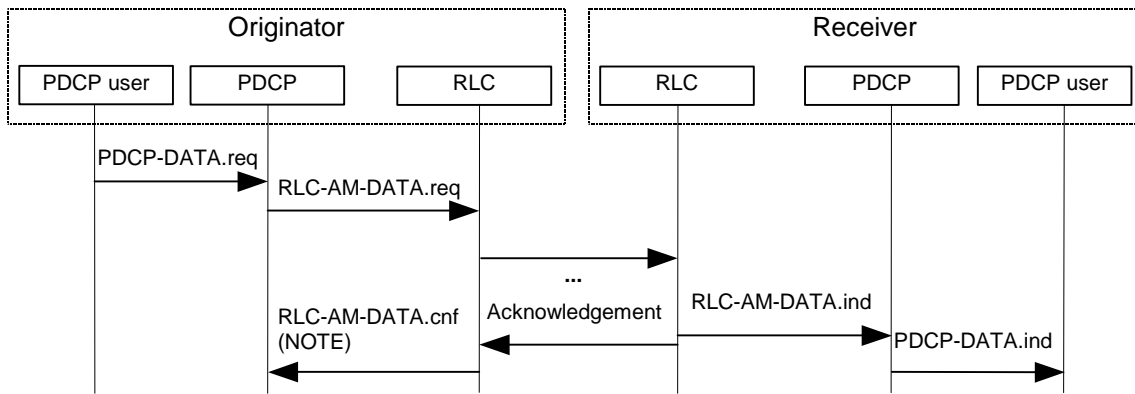 Originator
Receiver
PDCP user
PDCP
RLC
RLC
PDCP
PDCP user
PDCP-DATA.req
RLC-AM-DATA.req
...
RLC-AM-DATA.ind
Acknowledgement
RLC-AM-DATA.cnf
(NOTE)
PDCP-DATA.ind